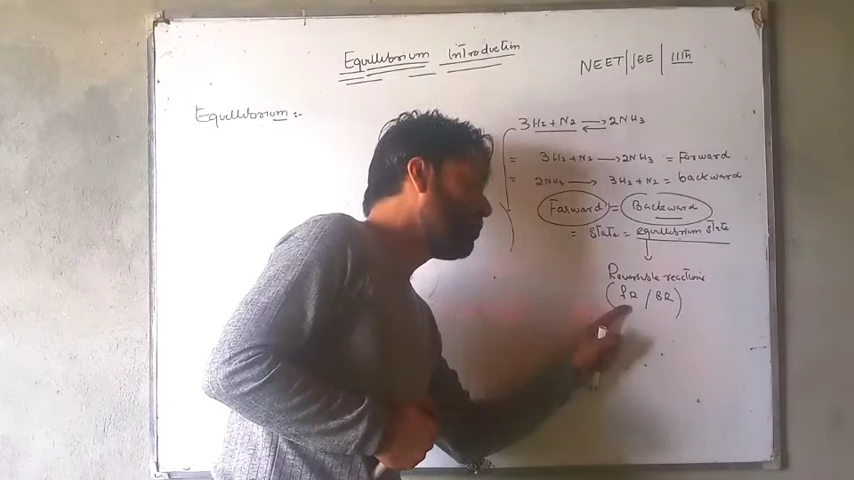 Equilibrium Introduction
NEET/JEE/11th
Equilibrium :-
3H2 + N2 ⇌ 2NH3
= 3H2 + N2 → 2NH3 = Forward
= 2NH3 → 3H2 + N2 = backward
Forward = Backward
= State = equilibrium state
Reversible reactions
(fR / BR)